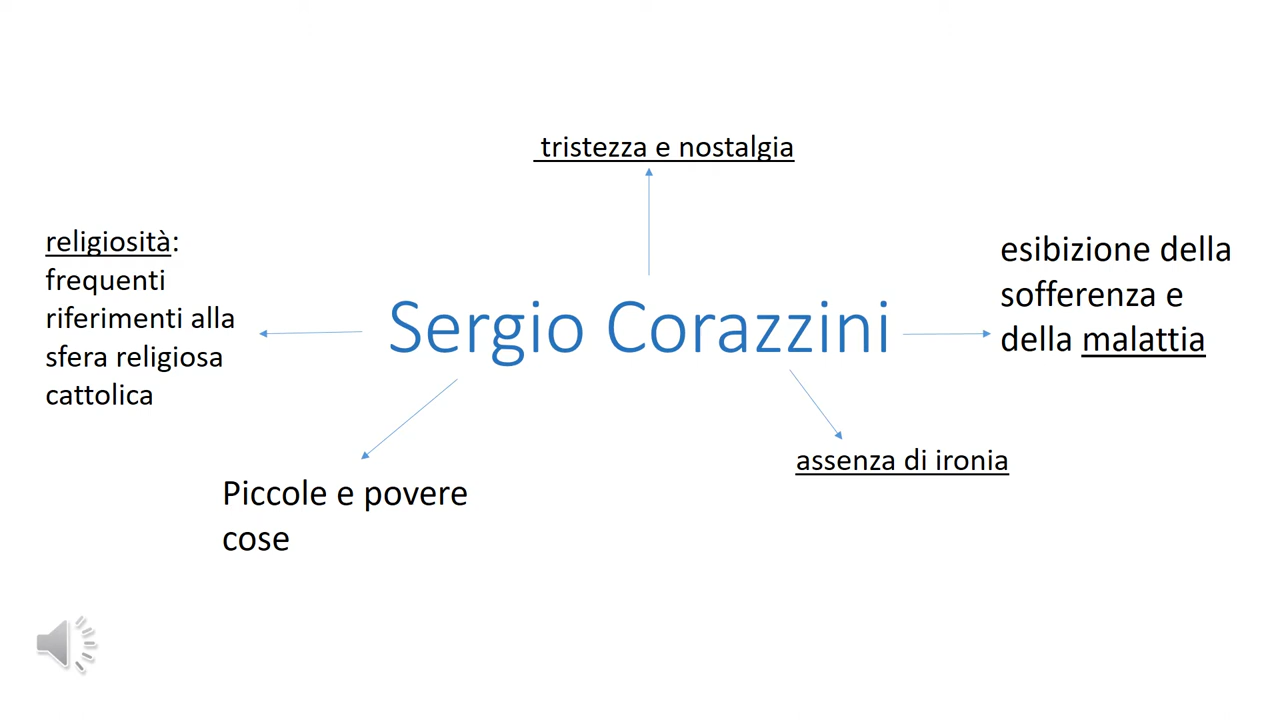 tristezza e nostalgia
religiosità:
frequenti
riferimenti alla
sfera religiosa
cattolica
Sergio Corazzini
esibizione della
sofferenza e
della malattia
assenza di ironia
Piccole e povere
cose